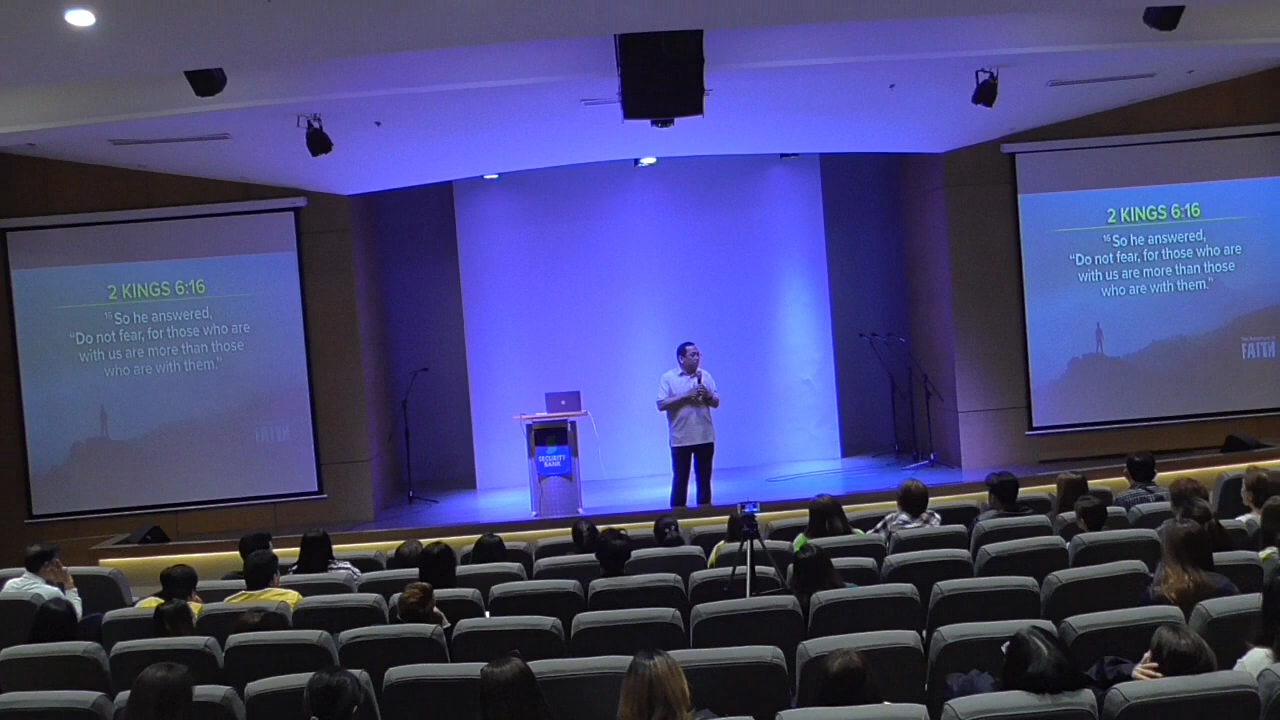 2 KINGS 6:16
16 So he answered,
"Do not fear, for those who are
with us are more than those
who are with them."
SECURITY
BANK
2 KINGS 6:16
16 So he answered,
"Do not fear, for those who are
with us are more than those
who are with them."
FAITH